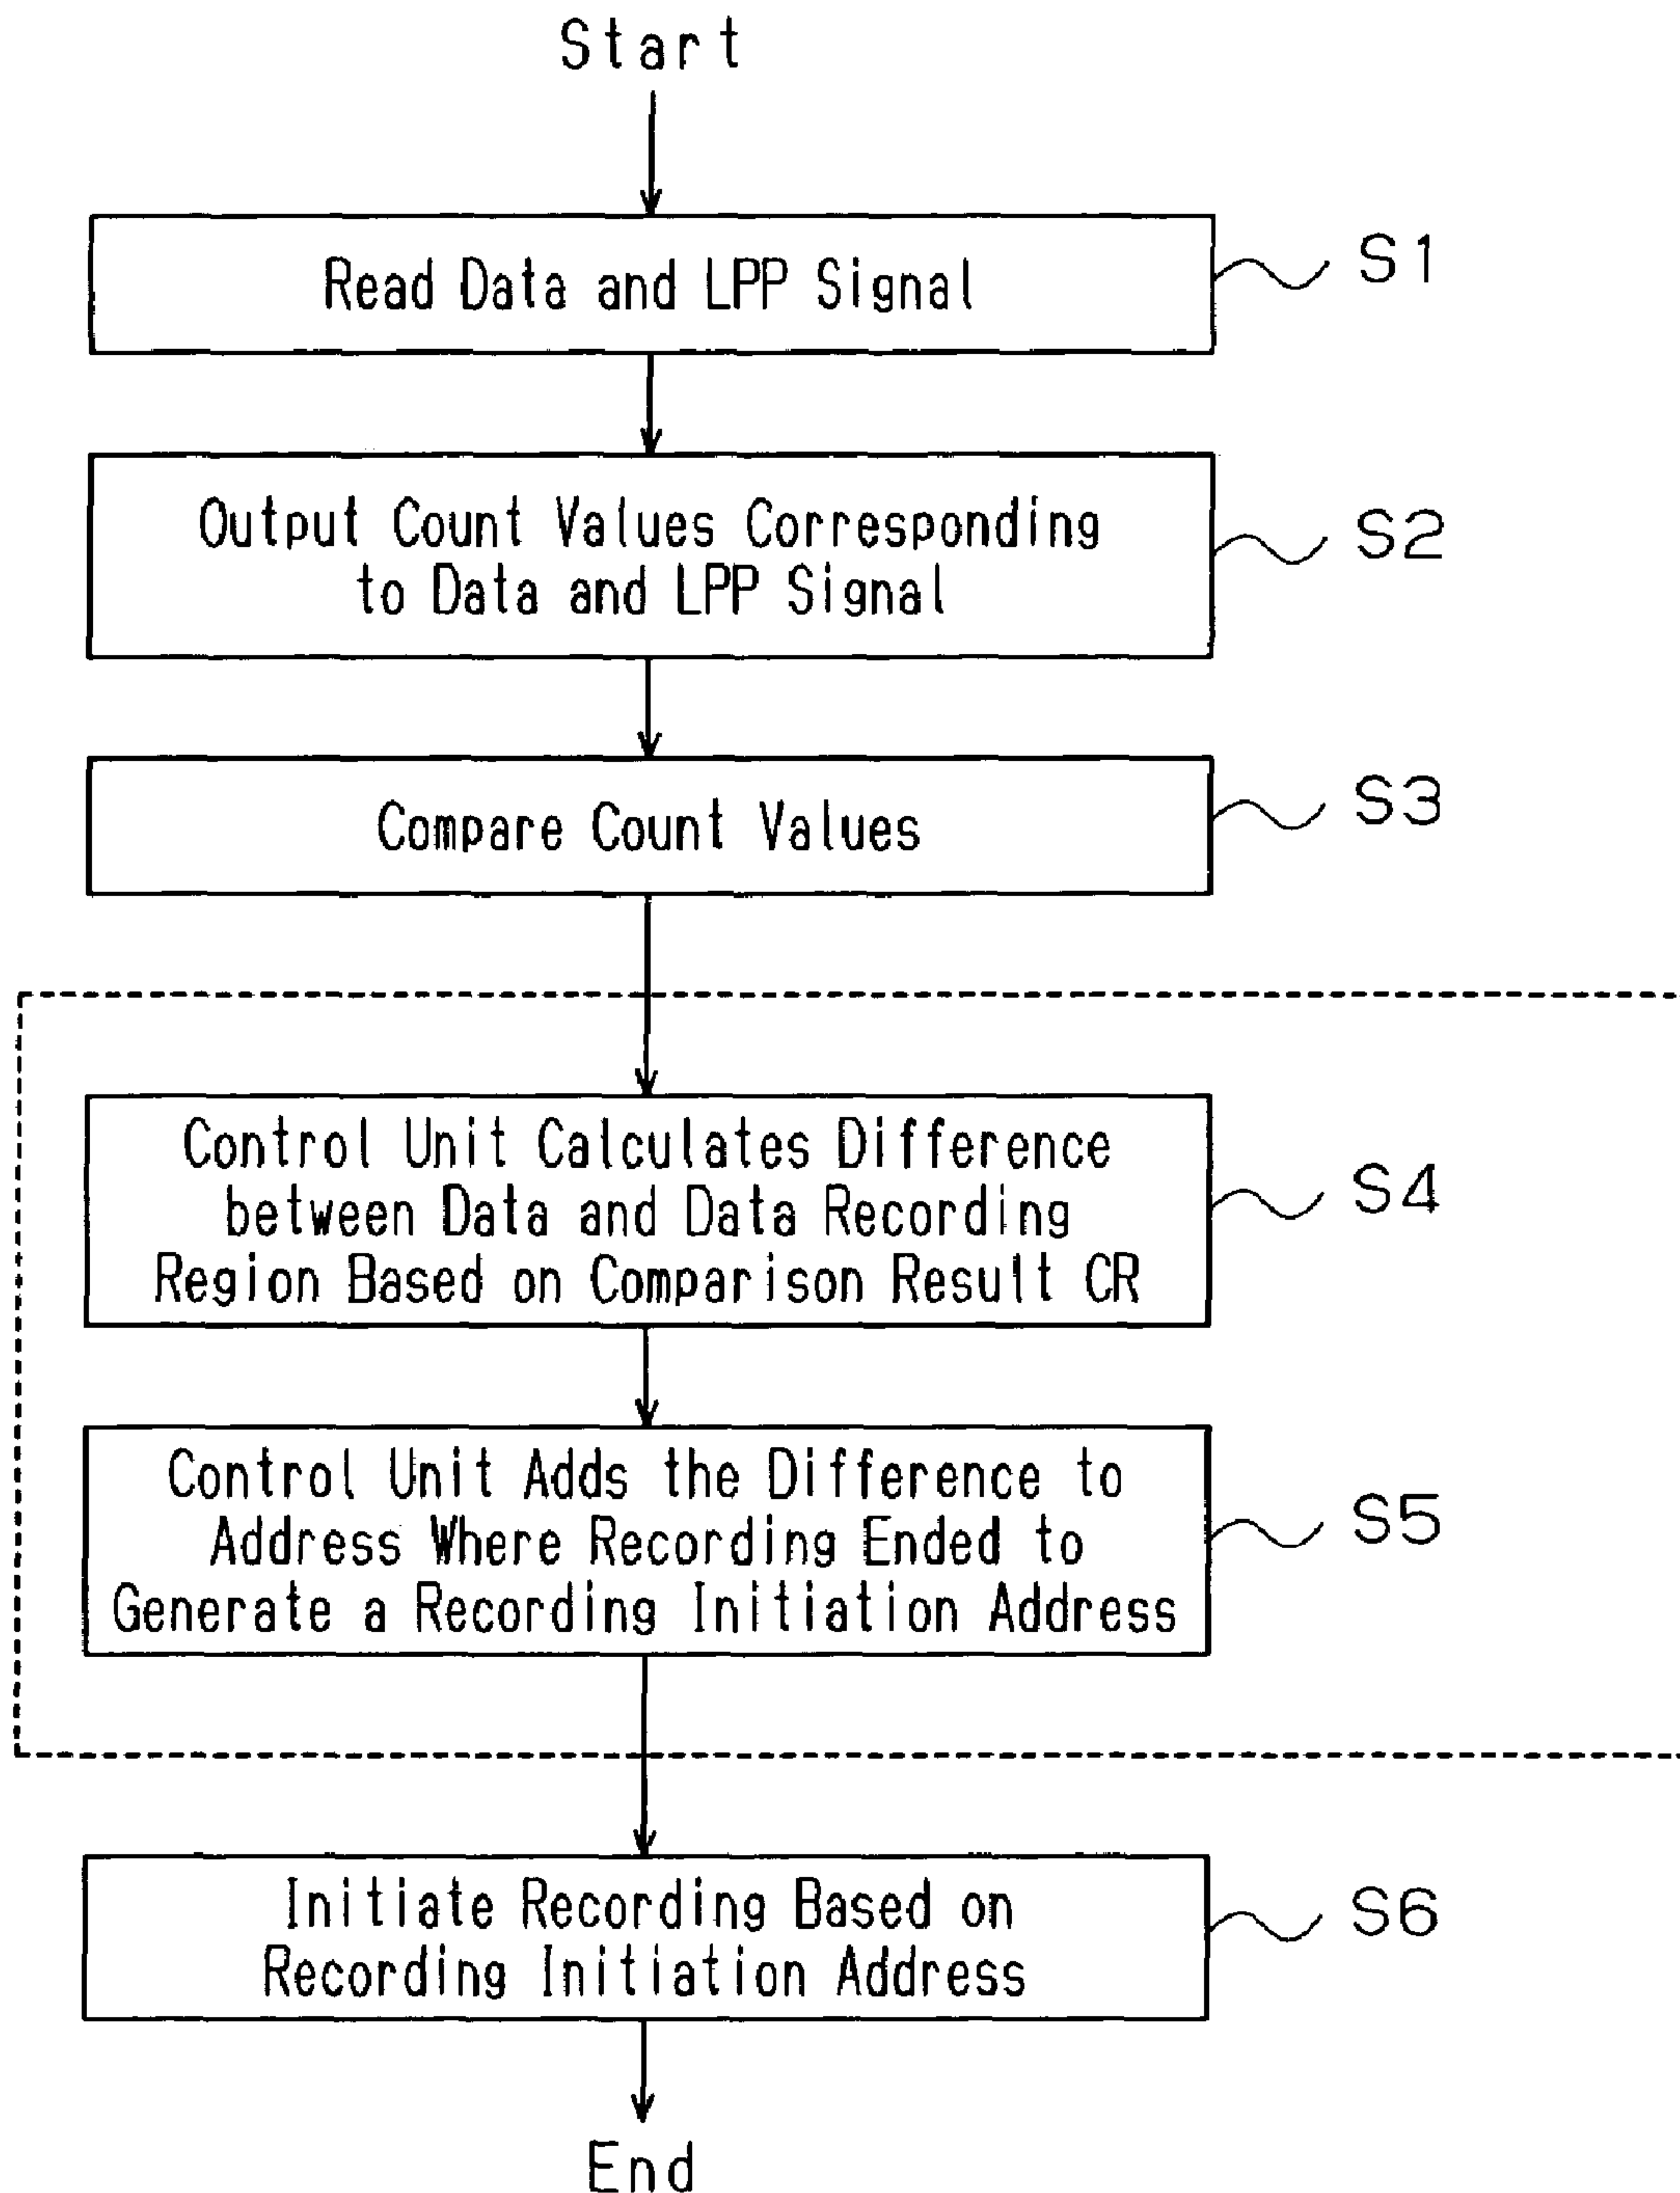 Start
Read Data and LPP Signal
S1
Output Count Values Corresponding
to Data and LPP Signal
S2
Compare Count Values
S3
Control Unit Calculates Difference
between Data and Data Recording
Region Based on Comparison Result CR
S4
Control Unit Adds the Difference to
Address Where Recording Ended to
Generate a Recording Initiation Address
S5
Initiate Recording Based on
Recording Initiation Address
S6
End